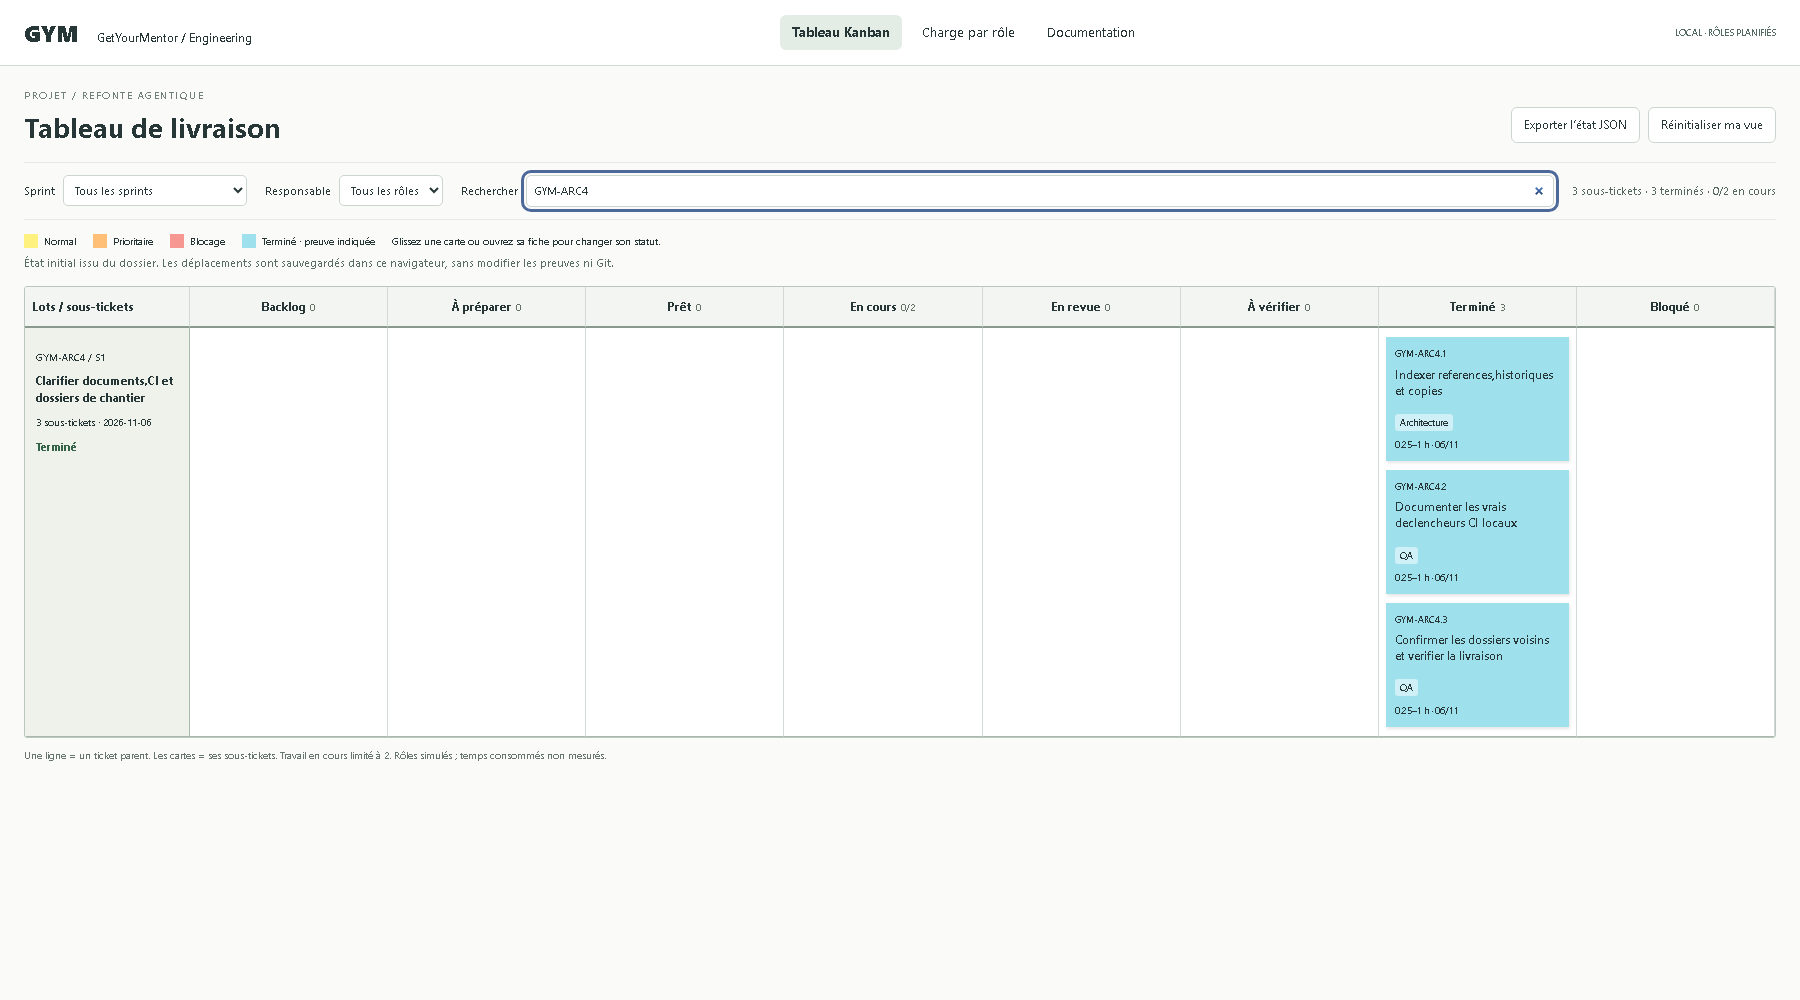 GYM GetYourMentor / Engineering
Tableau Kanban Charge par rôle Documentation
LOCAL · RÔLES PLANIFIÉS
PROJET / REFONTE AGENTIQUE
Tableau de livraison
Exporter l'état JSON Réinitialiser ma vue
Sprint Tous les sprints Responsable Tous les rôles Rechercher GYM-ARC4 3 sous-tickets · 3 terminés · 0/2 en cours
Normal Prioritaire Blocage Terminé · preuve indiquée Glissez une carte ou ouvrez sa fiche pour changer son statut.
État initial issu du dossier. Les déplacements sont sauvegardés dans ce navigateur, sans modifier les preuves ni Git.
Lots / sous-tickets Backlog 0 À préparer 0 Prêt 0 En cours 0/2 En revue 0 À vérifier 0 Terminé 3 Bloqué 0
GYM-ARC4 / S1
Clarifier documents,CI et
dossiers de chantier
3 sous-tickets · 2026-11-06
Terminé
GYM-ARC4.1
Indexer references,historiques
et copies
Architecture
0.25–1 h · 06/11
GYM-ARC4.2
Documenter les vrais
declencheurs CI locaux
QA
0.25–1 h · 06/11
GYM-ARC4.3
Confirmer les dossiers voisins
et verifier la livraison
QA
0.25–1 h · 06/11
Une ligne = un ticket parent. Les cartes = ses sous-tickets. Travail en cours limité à 2. Rôles simulés ; temps consommés non mesurés.